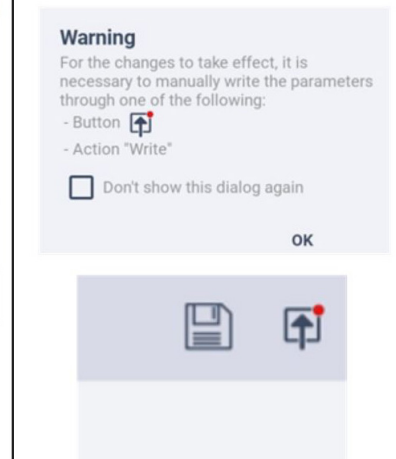 Warning
For the changes to take effect, it is
necessary to manually write the parameters
through one of the following:
- Button
- Action "Write"
Don't show this dialog again
OK